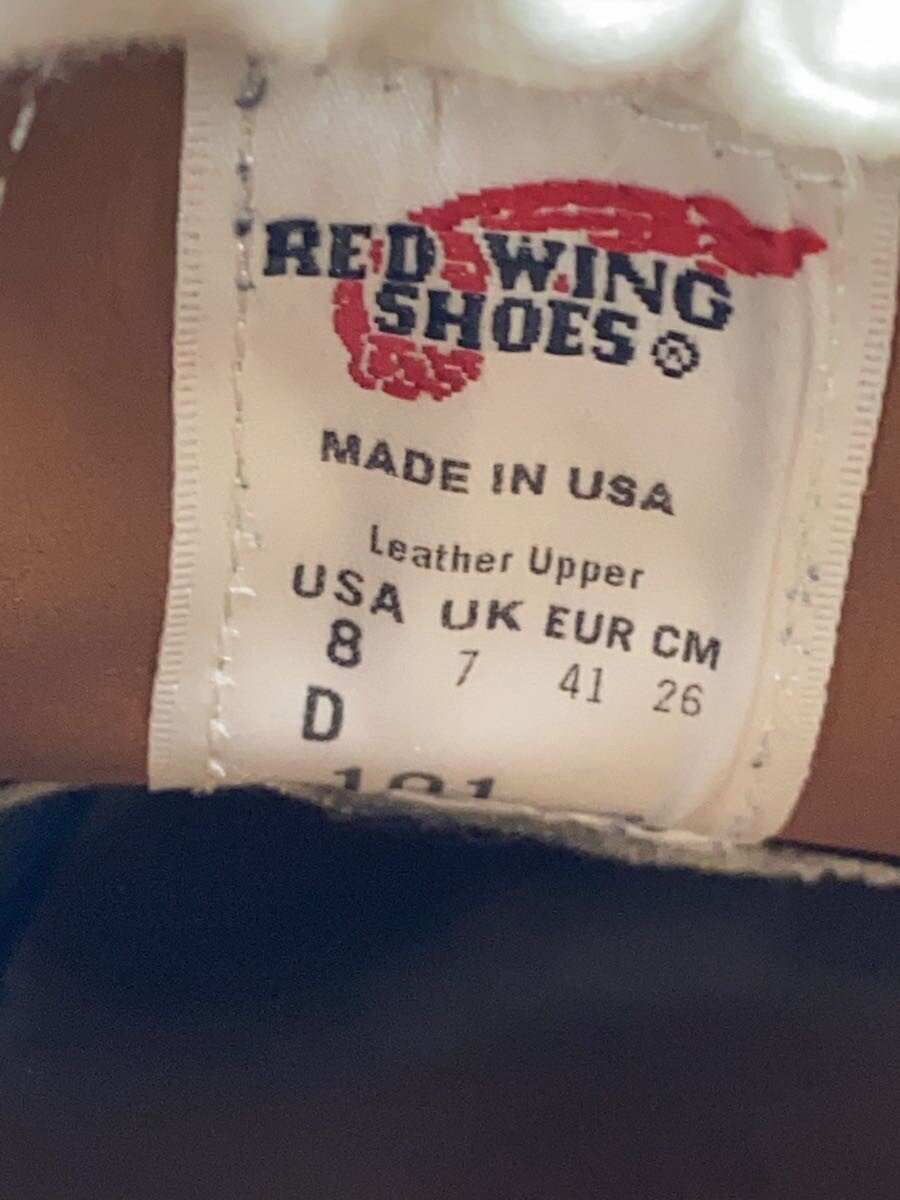 RED WING
SHOES ®
MADE IN USA
Leather Upper
USA UK EUR CM
8 7 41 26
D